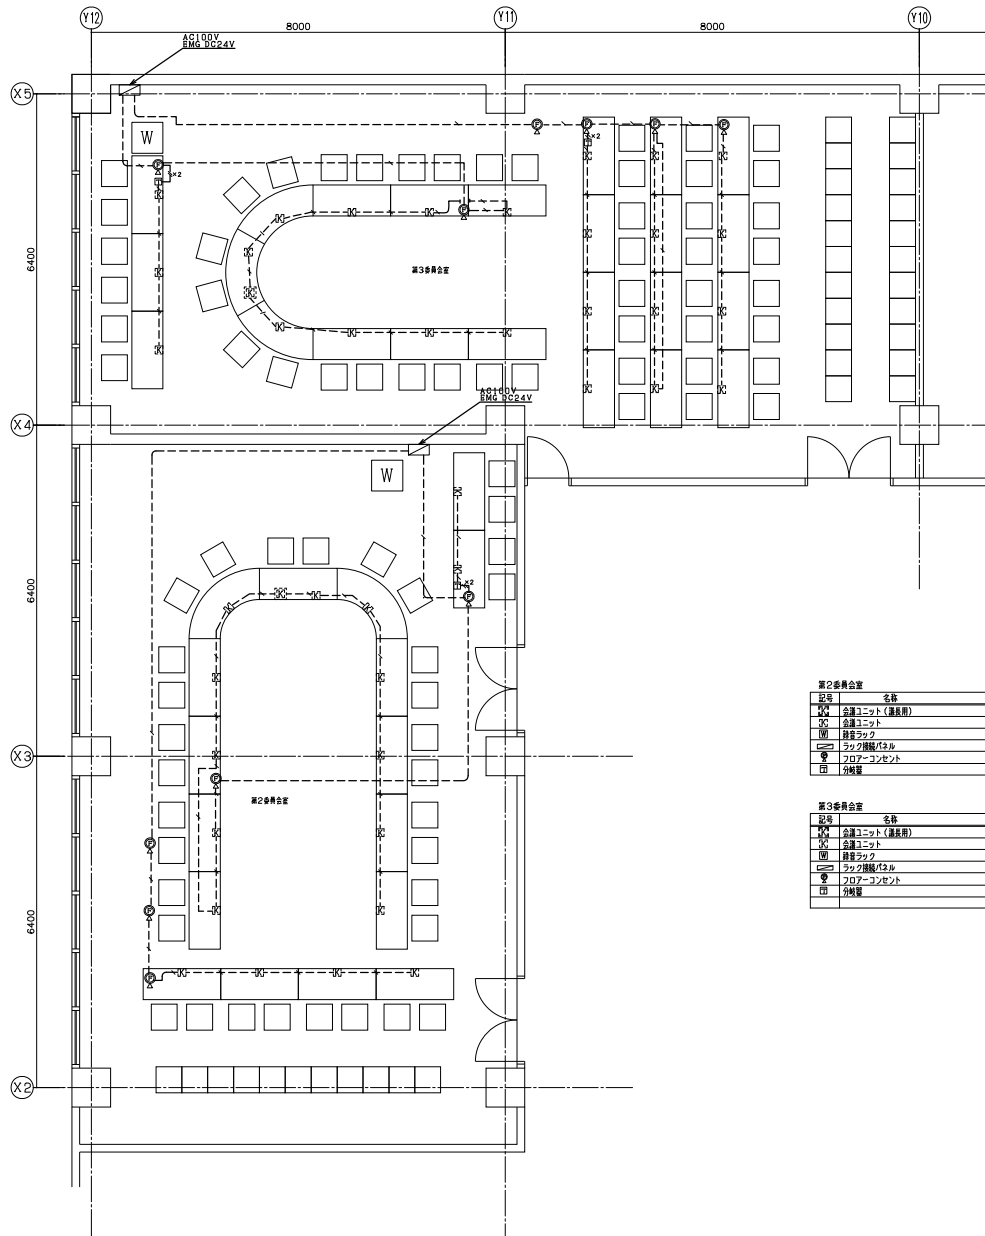 Y12
Y11
Y10
8000
8000
AC100V
EMG DC24V
X5
W
×2
×2
6400
第3委員会室
AC100V
EMG DC24V
X4
W
×2
6400
第2委員会室
X3
6400
X2
第2委員会室
記号 名称
会議ユニット(議長用)
会議ユニット
W 録音ラック
ラック接続パネル
フロアーコンセント
分岐器
第3委員会室
記号 名称
会議ユニット(議長用)
会議ユニット
W 録音ラック
ラック接続パネル
フロアーコンセント
分岐器